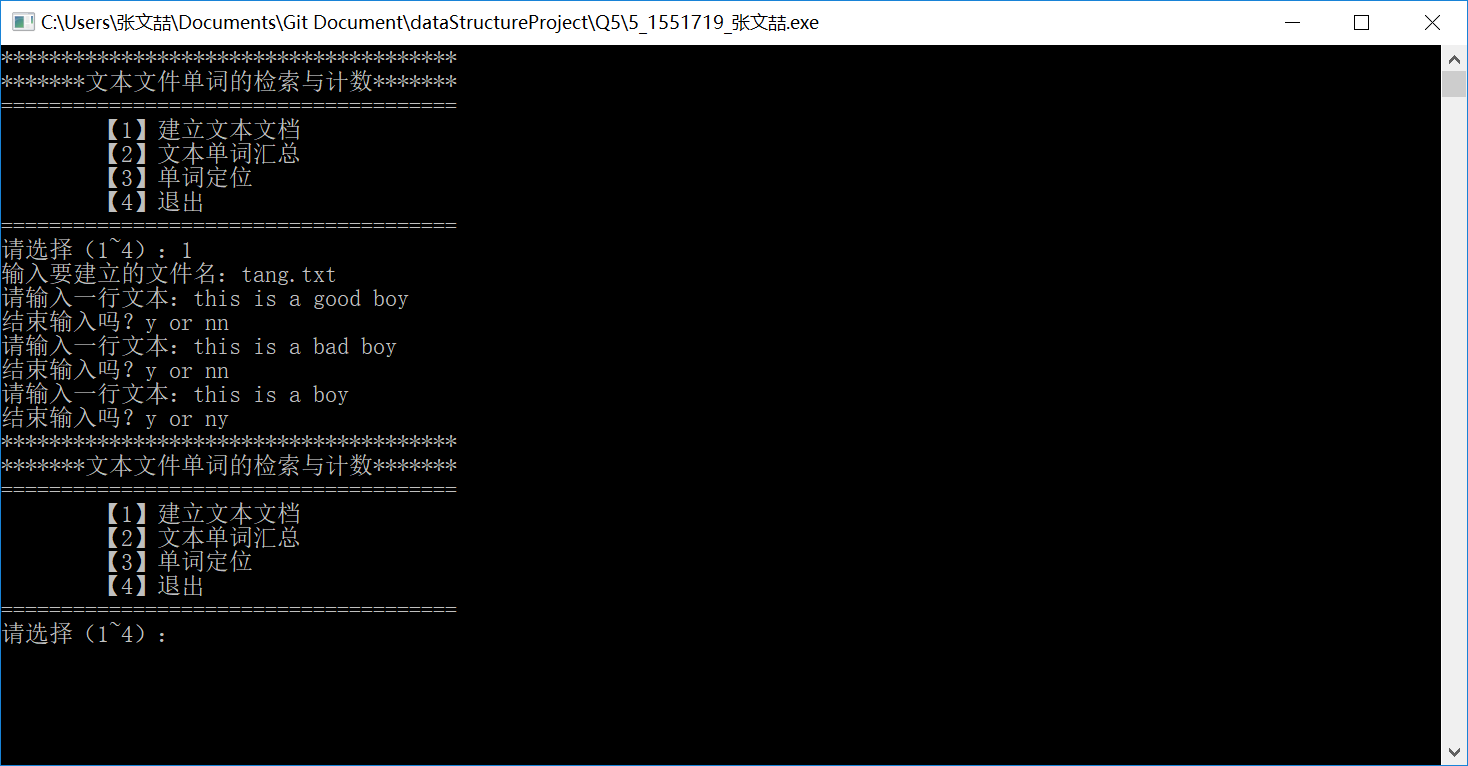 C:\Users\张文喆\Documents\Git Document\dataStructureProject\Q5\5_1551719_张文喆.exe
**************************************
*******文本文件单词的检索与计数*******
======================================
【1】建立文本文档
【2】文本单词汇总
【3】单词定位
【4】退出
======================================
请选择（1~4）：1
输入要建立的文件名：tang.txt
请输入一行文本：this is a good boy
结束输入吗？y or nn
请输入一行文本：this is a bad boy
结束输入吗？y or nn
请输入一行文本：this is a boy
结束输入吗？y or ny
**************************************
*******文本文件单词的检索与计数*******
======================================
【1】建立文本文档
【2】文本单词汇总
【3】单词定位
【4】退出
======================================
请选择（1~4）：